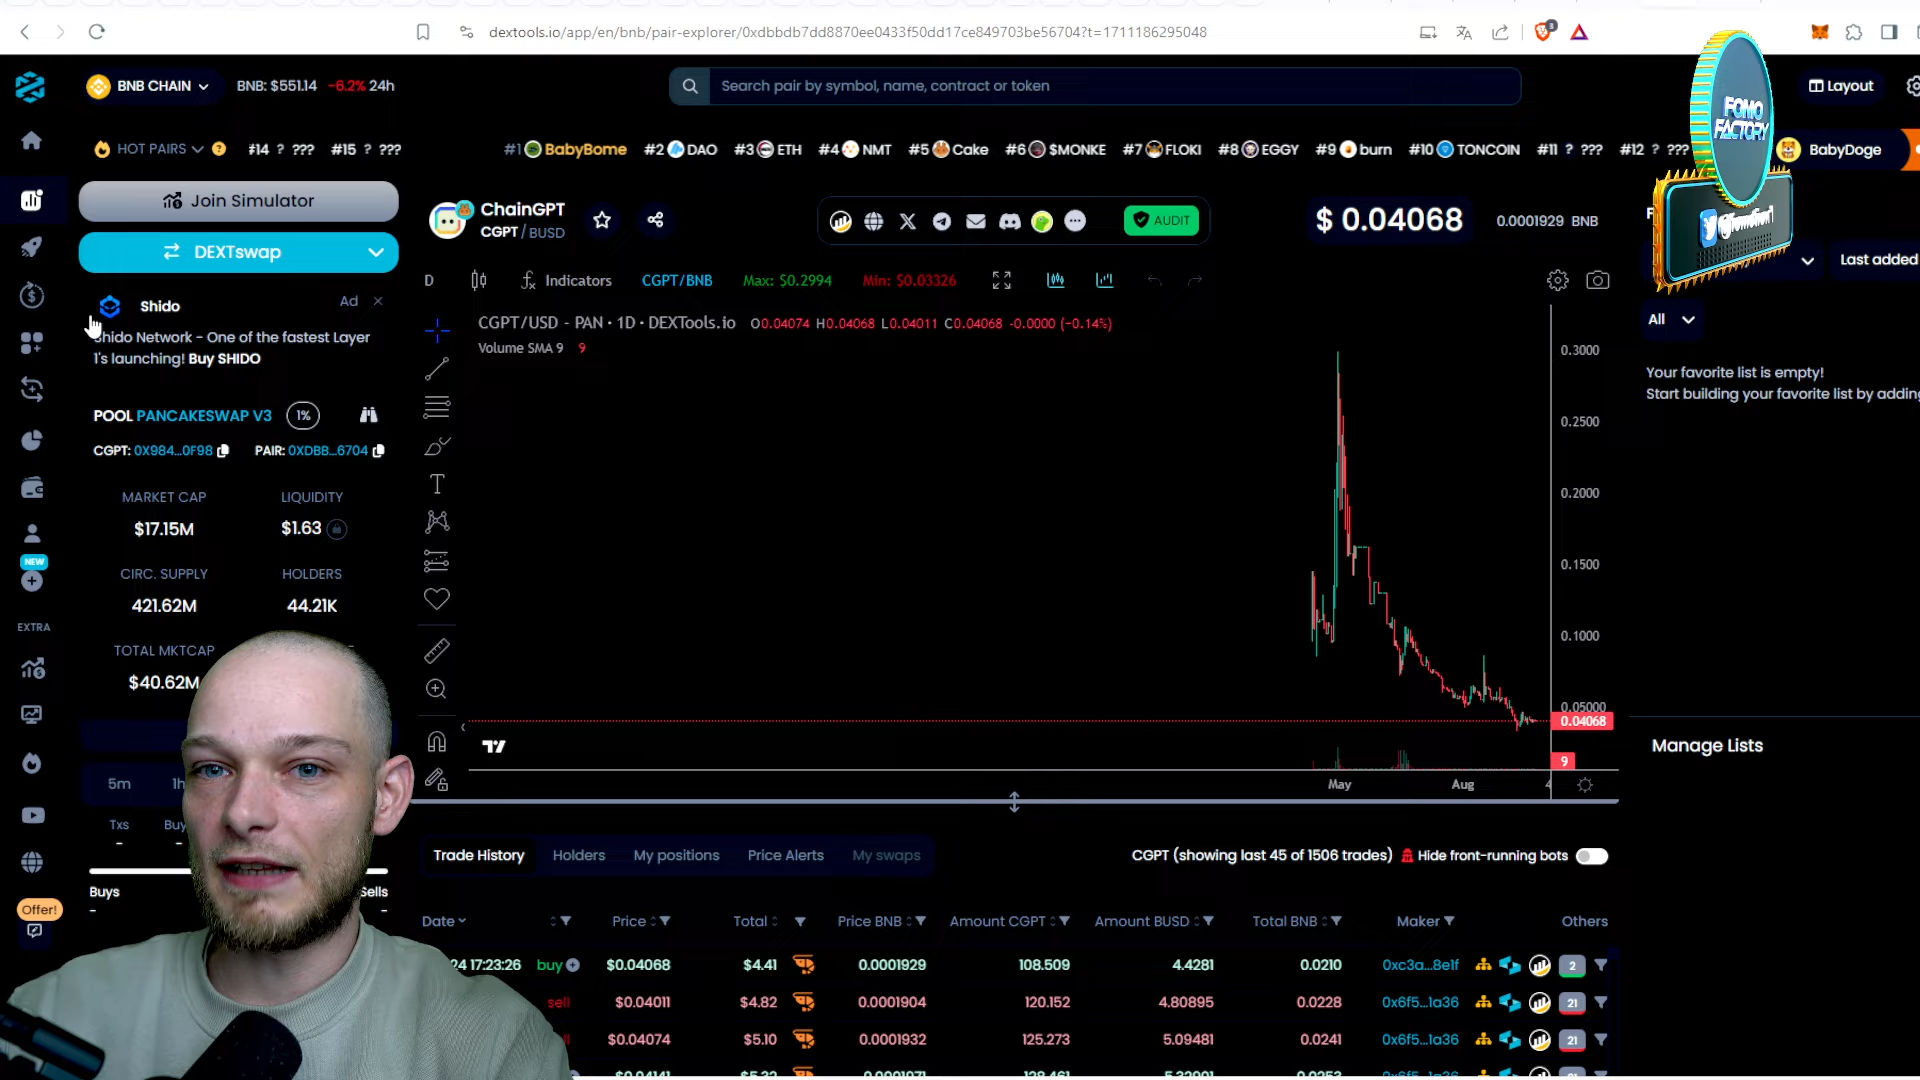 dextools.io/app/en/bnb/pair-explorer/0xdbbdb7dd8870ee0433f50dd17ce849703be56704?t=1711186295048
BNB CHAIN
BNB: $551.14 -6.2% 24h
Search pair by symbol, name, contract or token
Layout
HOT PAIRS #14 ? ??? #15 ? ??? #1 BabyBome #2 DAO #3 ETH #4 NMT #5 Cake #6 $MONKE #7 FLOKI #8 EGGY #9 burn #10 TONCOIN #11 ? ??? #12 ? ???
FOMO FACTORY
BabyDoge
Join Simulator
DEXTswap
ChainGPT
CGPT / BUSD
AUDIT
$ 0.04068
0.0001929 BNB
Last added
D
Indicators
CGPT/BNB
Max: $0.2994
Min: $0.03326
Shido
Ad
Shido Network - One of the fastest Layer
1's launching! Buy SHIDO
CGPT/USD - PAN · 1D · DEXTools.io O0.04074 H0.04068 L0.04011 C0.04068 -0.0000 (-0.14%)
Volume SMA 9 9
All
Your favorite list is empty!
Start building your favorite list by adding
POOL PANCAKESWAP V3 1%
CGPT: 0X984...0F98 PAIR: 0XDBB...6704
MARKET CAP
$17.15M
LIQUIDITY
$1.63
CIRC. SUPPLY
421.62M
HOLDERS
44.21K
TOTAL MKTCAP
$40.62M
NEW
EXTRA
0.3000
0.2500
0.2000
0.1500
0.1000
0.05000
0.04068
9
May
Aug
Manage Lists
5m
1h
Txs
Buy
-
-
Buys
Sells
-
-
Offer!
Trade History
Holders
My positions
Price Alerts
My swaps
CGPT (showing last 45 of 1506 trades)
Hide front-running bots
Date Price Total Price BNB Amount CGPT Amount BUSD Total BNB Maker Others
24 17:23:26 buy $0.04068 $4.41 0.0001929 108.509 4.4281 0.0210 0xc3a...8e1f 2
sell $0.04011 $4.82 0.0001904 120.152 4.80895 0.0228 0x6f5...1a36 21
$0.04074 $5.10 0.0001932 125.273 5.09481 0.0241 0x6f5...1a36 21